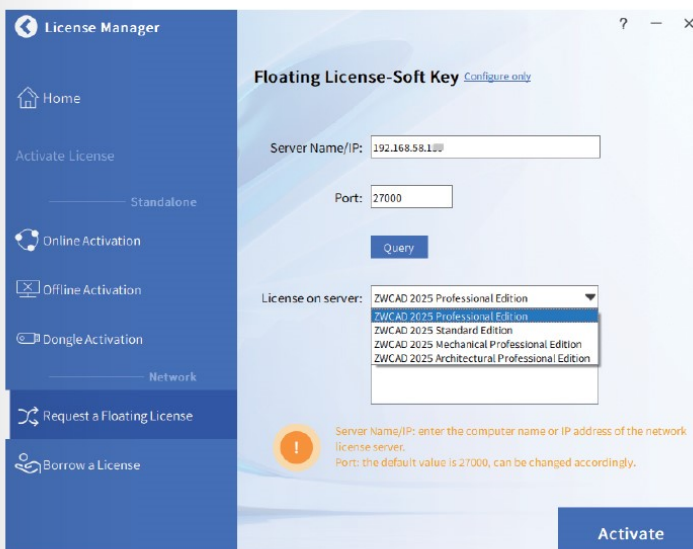 License Manager
?
Home
Activate License
Standalone
Online Activation
Offline Activation
Dongle Activation
Network
Request a Floating License
Borrow a License
Floating License-Soft Key Configure only
Server Name/IP:
Port: 27000
Query
License on server: ZWCAD 2025 Professional Edition
ZWCAD 2025 Professional Edition
ZWCAD 2025 Standard Edition
ZWCAD 2025 Mechanical Professional Edition
ZWCAD 2025 Architectural Professional Edition
!
Server Name/IP: enter the computer name or IP address of the network
license server.
Port: the default value is 27000, can be changed accordingly.
Activate